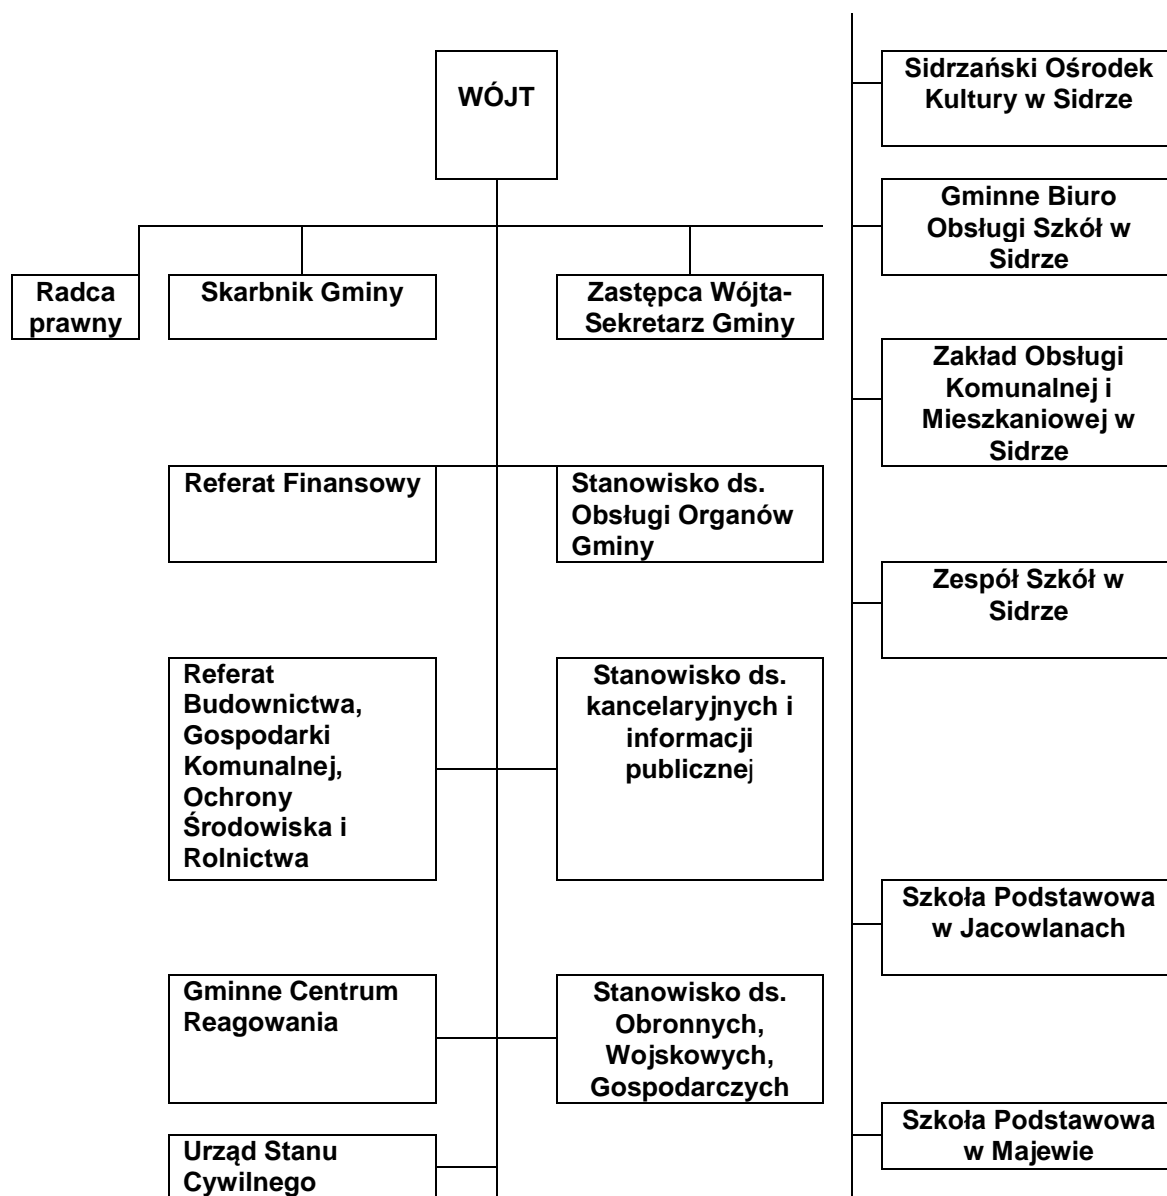 WÓJT
Sidrzański Ośrodek
Kultury w Sidrze
Gminne Biuro
Obsługi Szkół w
Sidrze
Radca
prawny
Skarbnik Gminy
Zastępca Wójta-
Sekretarz Gminy
Zakład Obsługi
Komunalnej i
Mieszkaniowej w
Sidrze
Referat Finansowy
Stanowisko ds.
Obsługi Organów
Gminy
Zespół Szkół w
Sidrze
Referat
Budownictwa,
Gospodarki
Komunalnej,
Ochrony
Środowiska i
Rolnictwa
Stanowisko ds.
kancelaryjnych i
informacji
publicznej
Szkoła Podstawowa
w Jacowlanach
Gminne Centrum
Reagowania
Stanowisko ds.
Obronnych,
Wojskowych,
Gospodarczych
Szkoła Podstawowa
w Majewie
Urząd Stanu
Cywilnego